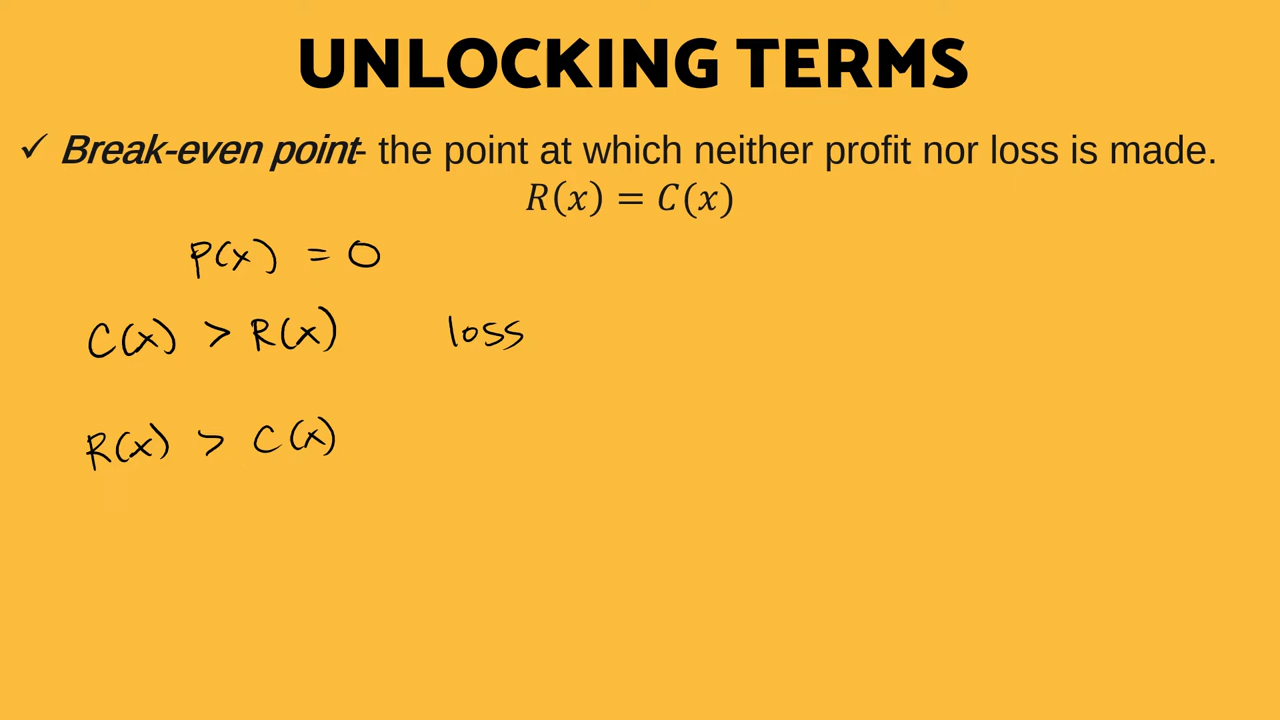 UNLOCKING TERMS
✓ Break-even point- the point at which neither profit nor loss is made.
R(x) = C(x)
P(x) = 0
C(x) > R(x) loss
R(x) > C(x)